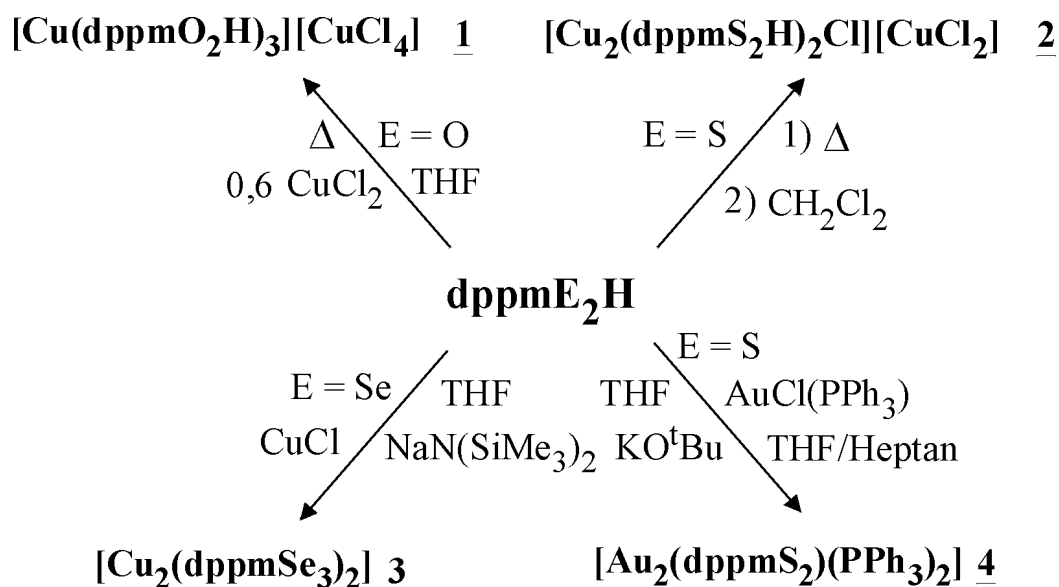 [Cu(dppmO₂H)₃][CuCl₄] 1
[Cu₂(dppmS₂H)₂Cl][CuCl₂] 2
Δ E = O
0,6 CuCl₂ THF
E = S 1) Δ
2) CH₂Cl₂
dppmE₂H
E = Se THF
CuCl NaN(SiMe₃)₂
E = S
THF AuCl(PPh₃)
KOᵗBu THF/Heptan
[Cu₂(dppmSe₃)₂] 3
[Au₂(dppmS₂)(PPh₃)₂] 4